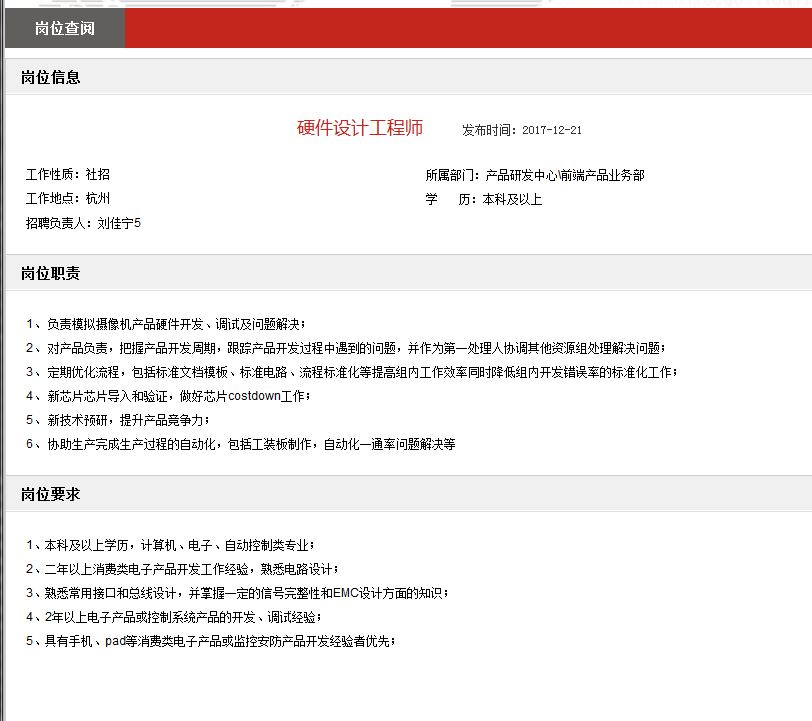 岗位查阅
岗位信息
硬件设计工程师 发布时间：2017-12-21
工作性质：社招 所属部门：产品研发中心\前端产品业务部
工作地点：杭州 学 历：本科及以上
招聘负责人：刘佳宁5
岗位职责
1、负责模拟摄像机产品硬件开发、调试及问题解决；
2、对产品负责，把握产品开发周期，跟踪产品开发过程中遇到的问题，并作为第一处理人协调其他资源组处理解决问题；
3、定期优化流程，包括标准文档模板、标准电路、流程标准化等提高组内工作效率同时降低组内开发错误率的标准化工作；
4、新芯片芯片导入和验证，做好芯片costdown工作；
5、新技术预研，提升产品竞争力；
6、协助生产完成生产过程的自动化，包括工装板制作，自动化一通率问题解决等
岗位要求
1、本科及以上学历，计算机、电子、自动控制类专业；
2、二年以上消费类电子产品开发工作经验，熟悉电路设计；
3、熟悉常用接口和总线设计，并掌握一定的信号完整性和EMC设计方面的知识；
4、2年以上电子产品或控制系统产品的开发、调试经验；
5、具有手机、pad等消费类电子产品或监控安防产品开发经验者优先；